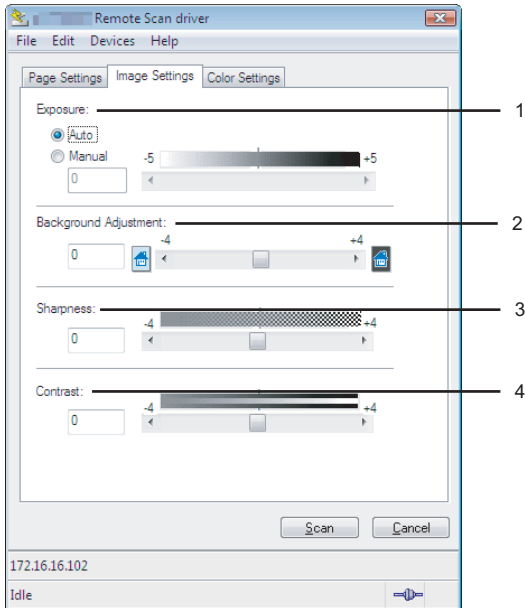 Remote Scan driver
File Edit Devices Help
Page Settings Image Settings Color Settings
Exposure: 1
Auto
Manual -5 +5
0
Background Adjustment: 2
-4 +4
0
Sharpness: 3
-4 +4
0
Contrast: 4
-4 +4
0
Scan Cancel
172.16.16.102
Idle